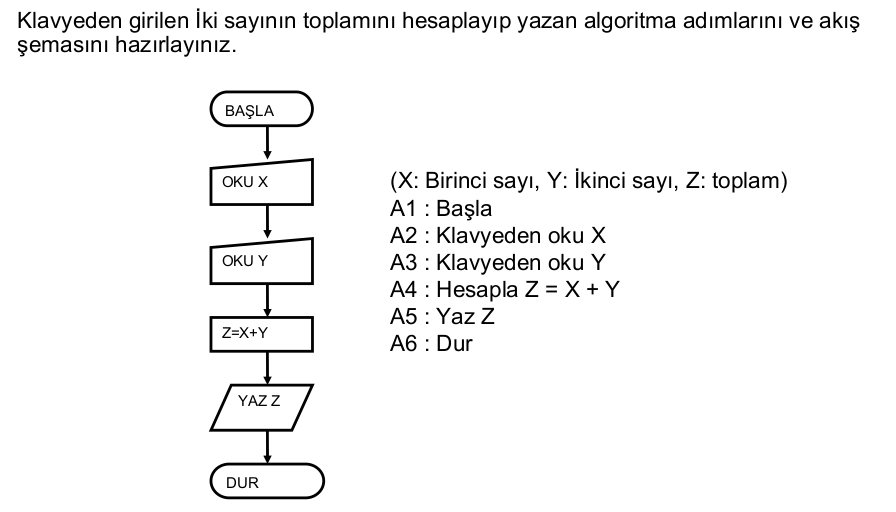 Klavyeden girilen İki sayının toplamını hesaplayıp yazan algoritma adımlarını ve akış
şemasını hazırlayınız.
BAŞLA
OKU X
OKU Y
Z=X+Y
YAZ Z
DUR
(X: Birinci sayı, Y: İkinci sayı, Z: toplam)
A1 : Başla
A2 : Klavyeden oku X
A3 : Klavyeden oku Y
A4 : Hesapla Z = X + Y
A5 : Yaz Z
A6 : Dur